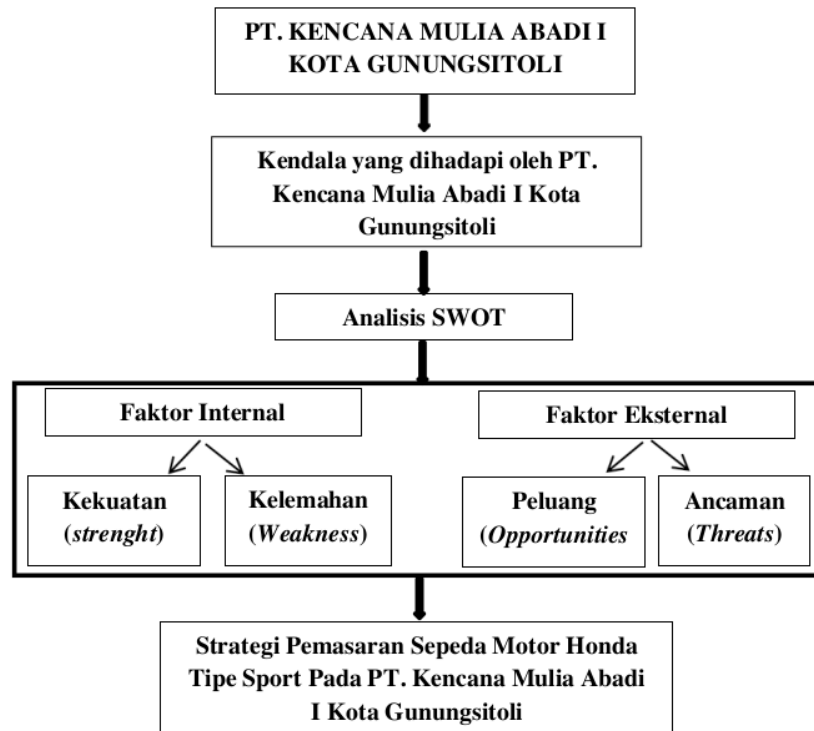 PT. KENCANA MULIA ABADI I
KOTA GUNUNGSITOLI
Kendala yang dihadapi oleh PT.
Kencana Mulia Abadi I Kota
Gunungsitoli
Analisis SWOT
Faktor Internal
Faktor Eksternal
Kekuatan
(strenght)
Kelemahan
(Weakness)
Peluang
(Opportunities
Ancaman
(Threats)
Strategi Pemasaran Sepeda Motor Honda
Tipe Sport Pada PT. Kencana Mulia Abadi
I Kota Gunungsitoli